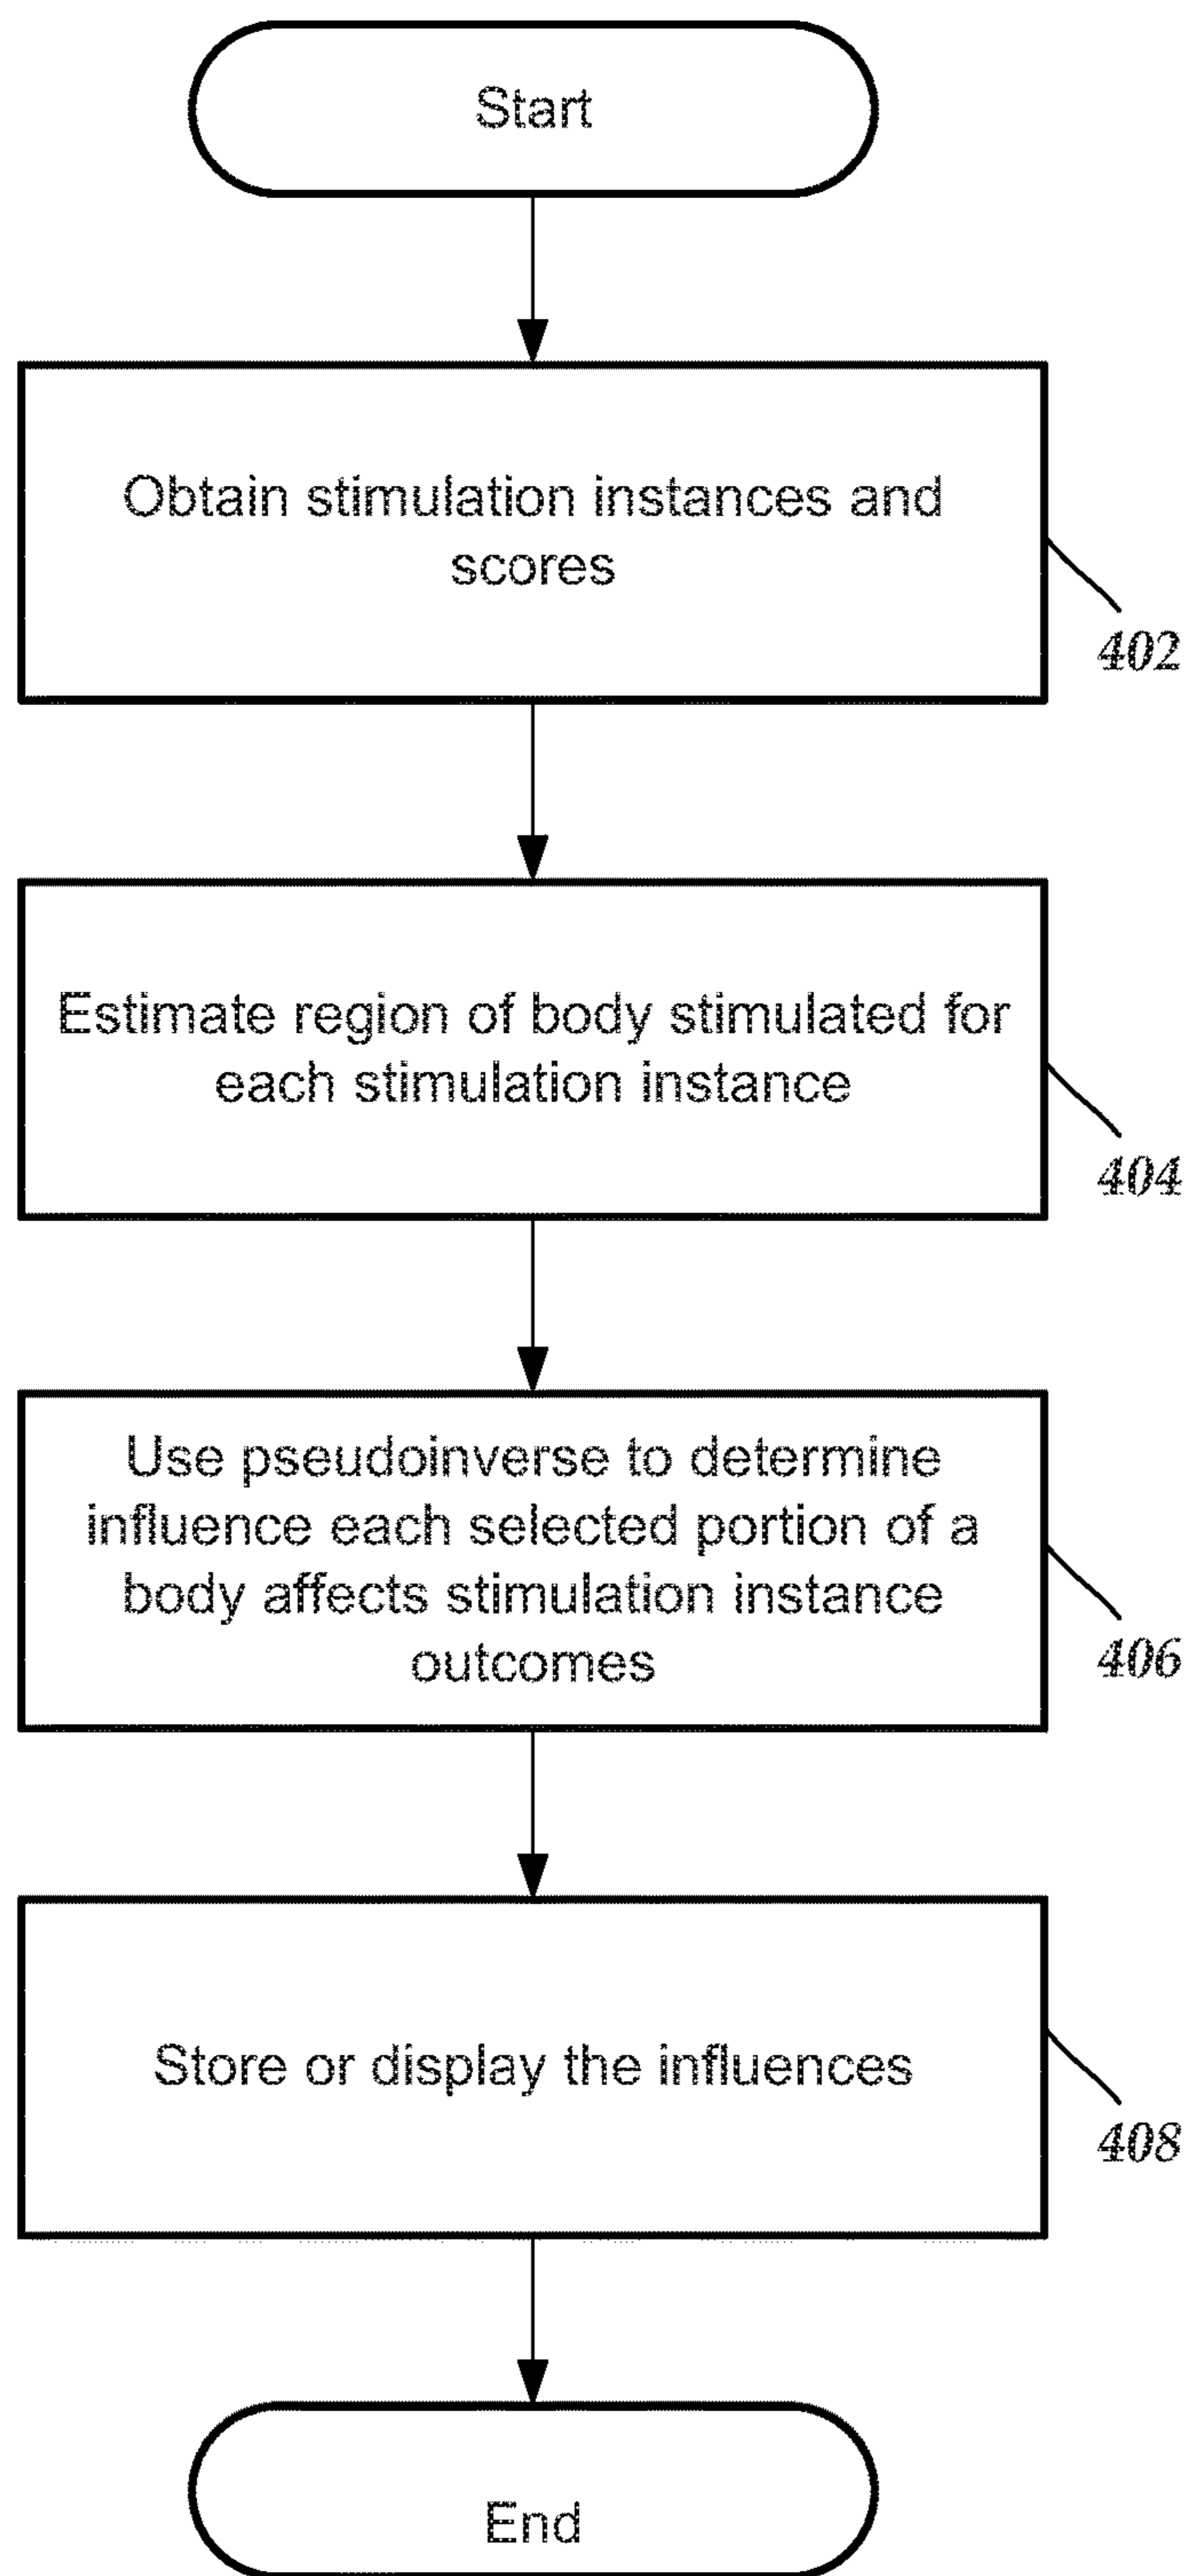 Start
Obtain stimulation instances and
scores
402
Estimate region of body stimulated for
each stimulation instance
404
Use pseudoinverse to determine
influence each selected portion of a
body affects stimulation instance
outcomes
406
Store or display the influences
408
End